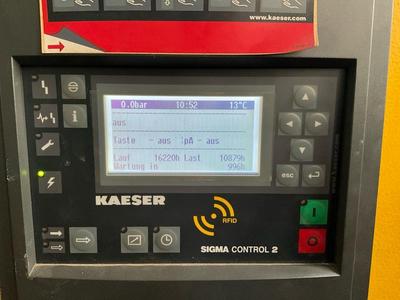 www.kaeser.com
0.0bar 10:52 13°C
aus
Taste - aus ¦pA - aus
Lauf 16220h Last 10879h
Wartung in 996h
esc
KAESER
RFID
SIGMA CONTROL 2